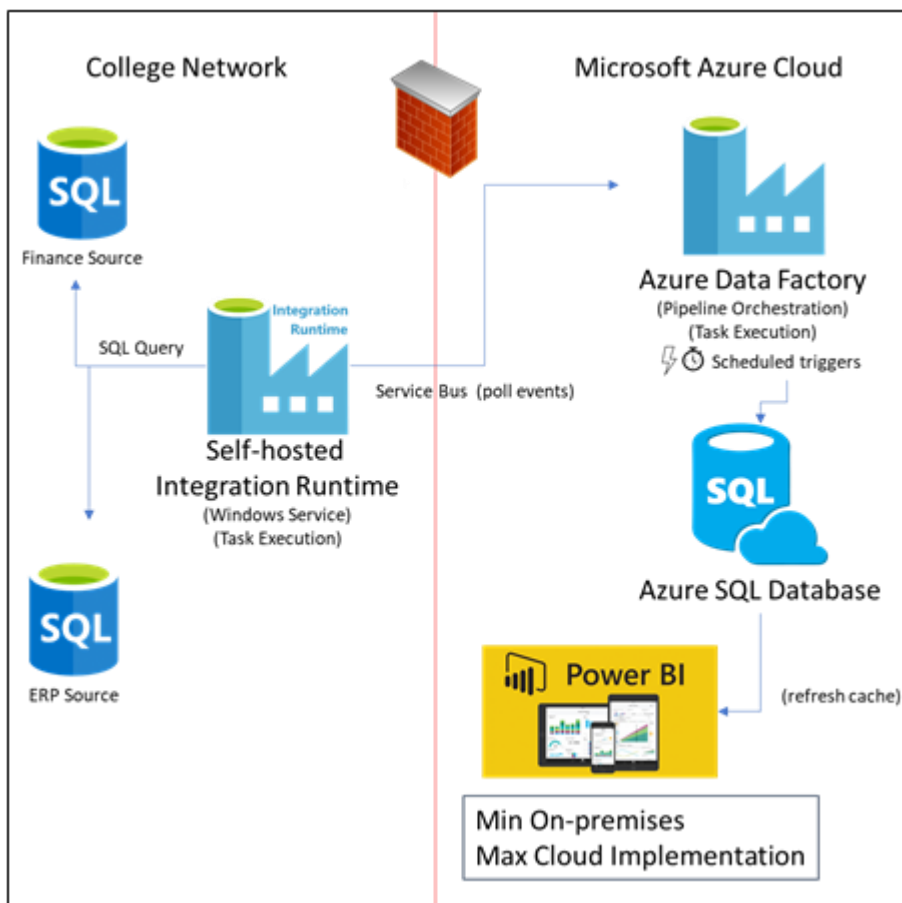 College Network
Microsoft Azure Cloud
SQL
Finance Source
SQL Query
Integration
Runtime
Self-hosted
Integration Runtime
(Windows Service)
(Task Execution)
SQL
ERP Source
Service Bus (poll events)
Azure Data Factory
(Pipeline Orchestration)
(Task Execution)
Scheduled triggers
SQL
Azure SQL Database
Power BI
(refresh cache)
Min On-premises
Max Cloud Implementation